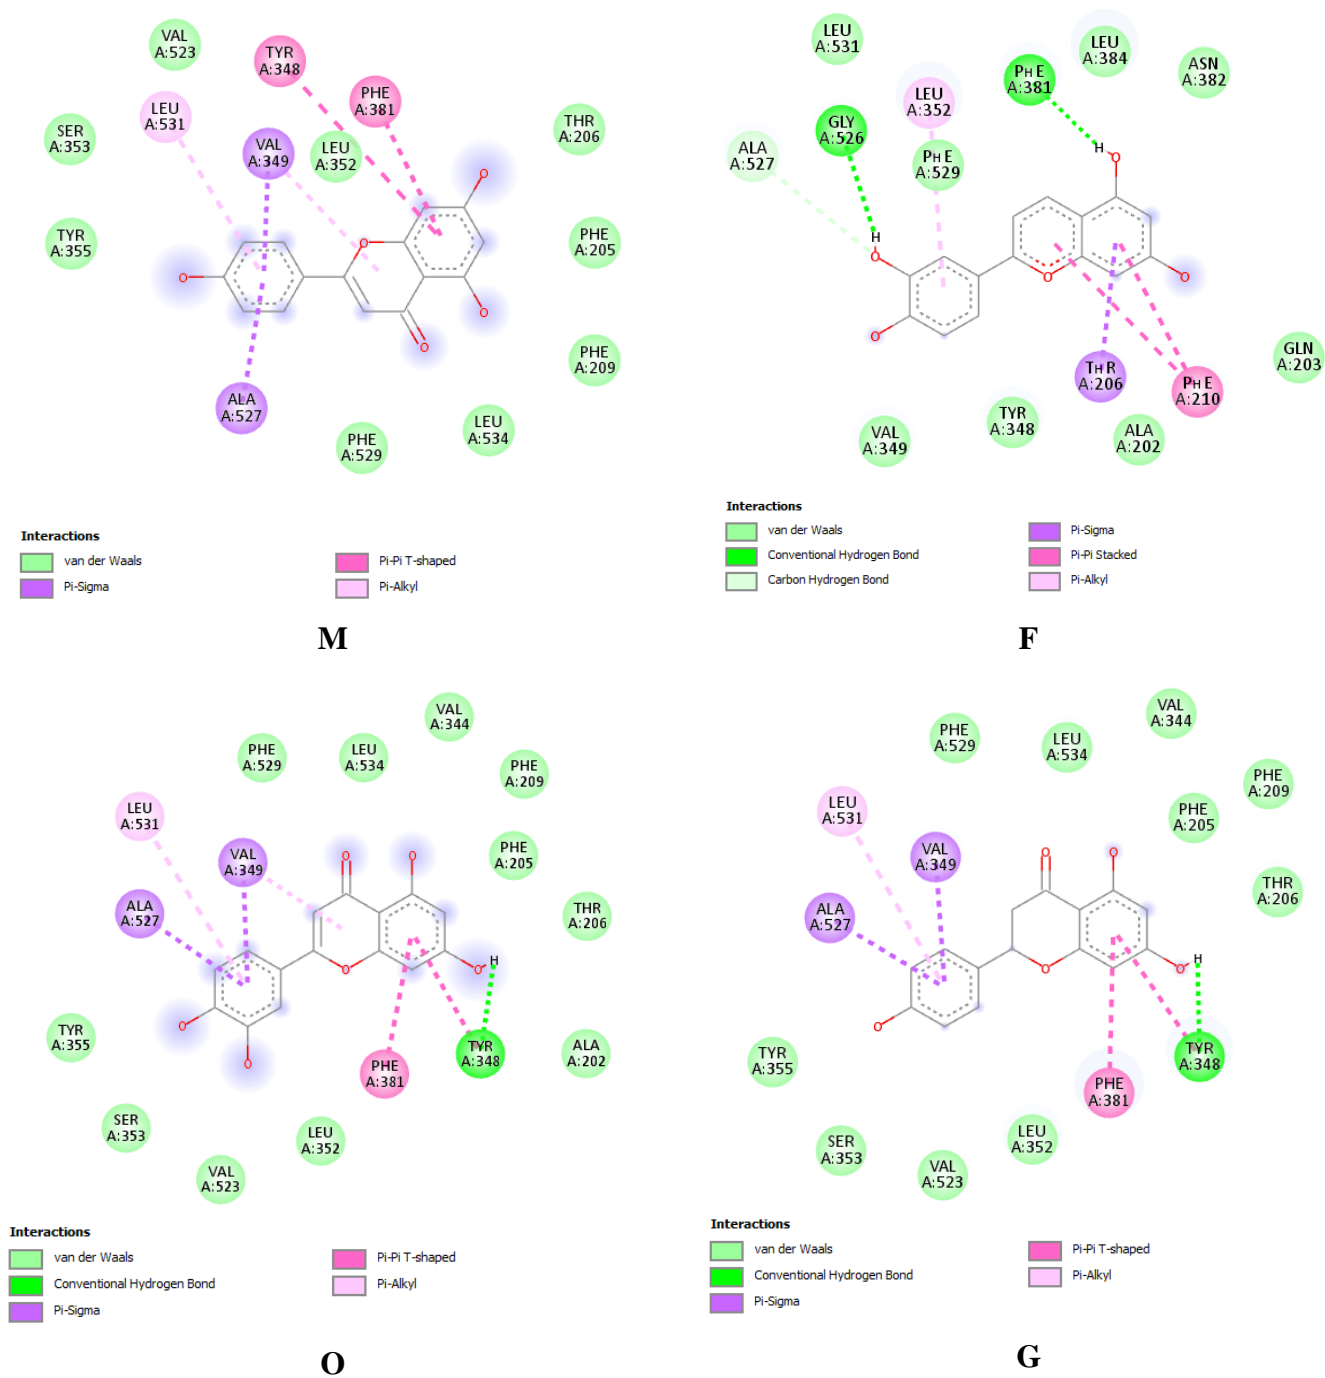 VAL
A:523
TYR
A:348
PHE
A:381
LEU
A:531
SER
A:353
VAL
A:349
LEU
A:352
THR
A:206
TYR
A:355
PHE
A:205
O
O
O
O
O
PHE
A:209
ALA
A:527
PHE
A:529
LEU
A:534
Interactions
van der Waals
Pi-Sigma
Pi-Pi T-shaped
Pi-Alkyl
M
LEU
A:531
LEU
A:384
PhE
A:381
ASN
A:382
LEU
A:352
GLY
A:526
ALA
A:527
PhE
A:529
H
O
H
O
O
O
O
GLN
A:203
ThR
A:206
PhE
A:210
VAL
A:349
TYR
A:348
ALA
A:202
Interactions
van der Waals
Conventional Hydrogen Bond
Carbon Hydrogen Bond
Pi-Sigma
Pi-Pi Stacked
Pi-Alkyl
F
VAL
A:344
PHE
A:529
LEU
A:534
PHE
A:209
LEU
A:531
VAL
A:349
PHE
A:205
ALA
A:527
THR
A:206
O
O
O
O
H
O
O
TYR
A:355
PHE
A:381
TYR
A:348
ALA
A:202
SER
A:353
LEU
A:352
VAL
A:523
Interactions
van der Waals
Conventional Hydrogen Bond
Pi-Sigma
Pi-Pi T-shaped
Pi-Alkyl
O
VAL
A:344
PHE
A:529
LEU
A:534
PHE
A:209
LEU
A:531
PHE
A:205
VAL
A:349
THR
A:206
ALA
A:527
O
O
O
O
H
O
TYR
A:355
PHE
A:381
TYR
A:348
SER
A:353
LEU
A:352
VAL
A:523
Interactions
van der Waals
Conventional Hydrogen Bond
Pi-Sigma
Pi-Pi T-shaped
Pi-Alkyl
G